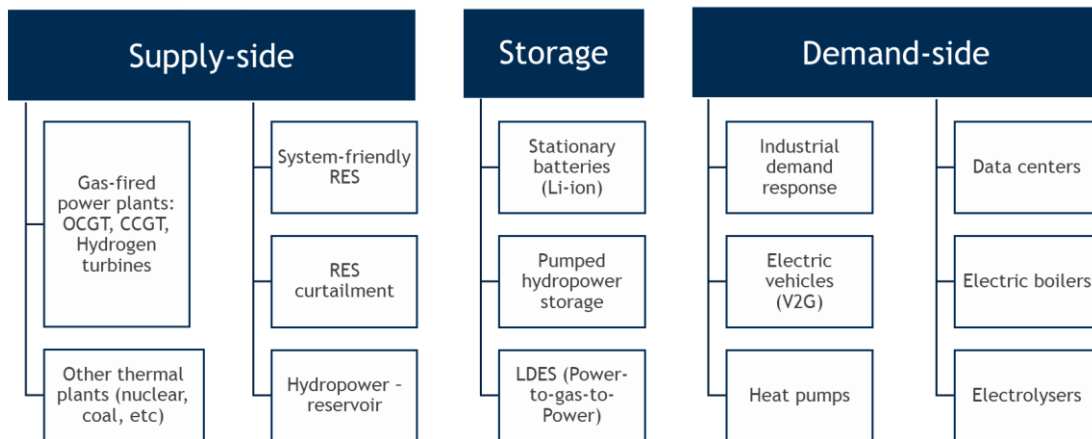 Supply-side
Gas-fired
power plants:
OCGT, CCGT,
Hydrogen
turbines
Other thermal
plants (nuclear,
coal, etc)
System-friendly
RES
RES
curtailment
Hydropower –
reservoir
Storage
Stationary
batteries
(Li-ion)
Pumped
hydropower
storage
LDES (Power-
to-gas-to-
Power)
Demand-side
Industrial
demand
response
Electric
vehicles
(V2G)
Heat pumps
Data centers
Electric boilers
Electrolysers